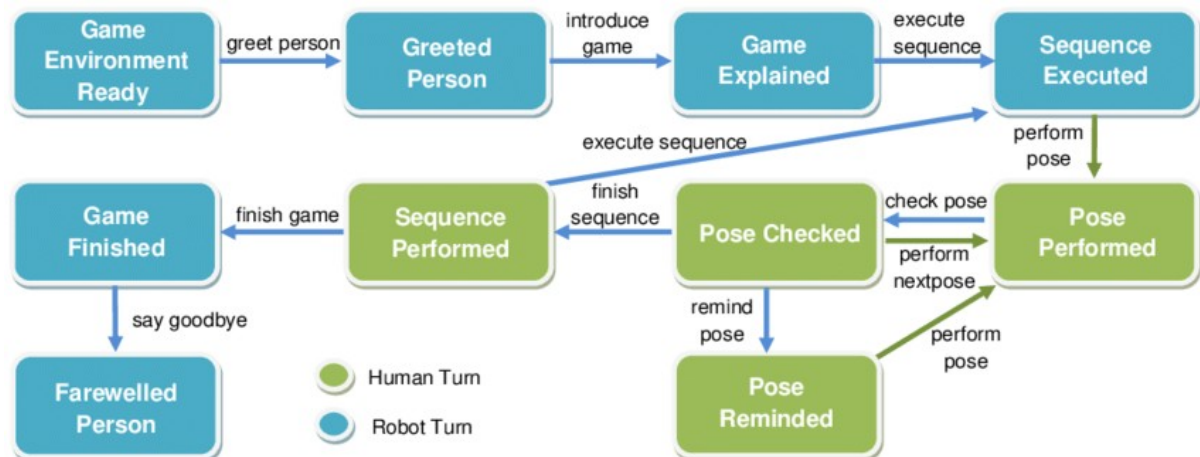 Game
Environment
Ready
greet person
Greeted
Person
introduce
game
Game
Explained
execute
sequence
Sequence
Executed
execute sequence
perform
pose
Game
Finished
finish game
Sequence
Performed
finish
sequence
Pose Checked
check pose
perform
nextpose
Pose
Performed
say goodbye
remind
pose
perform
pose
Farewelled
Person
Human Turn
Robot Turn
Pose
Reminded